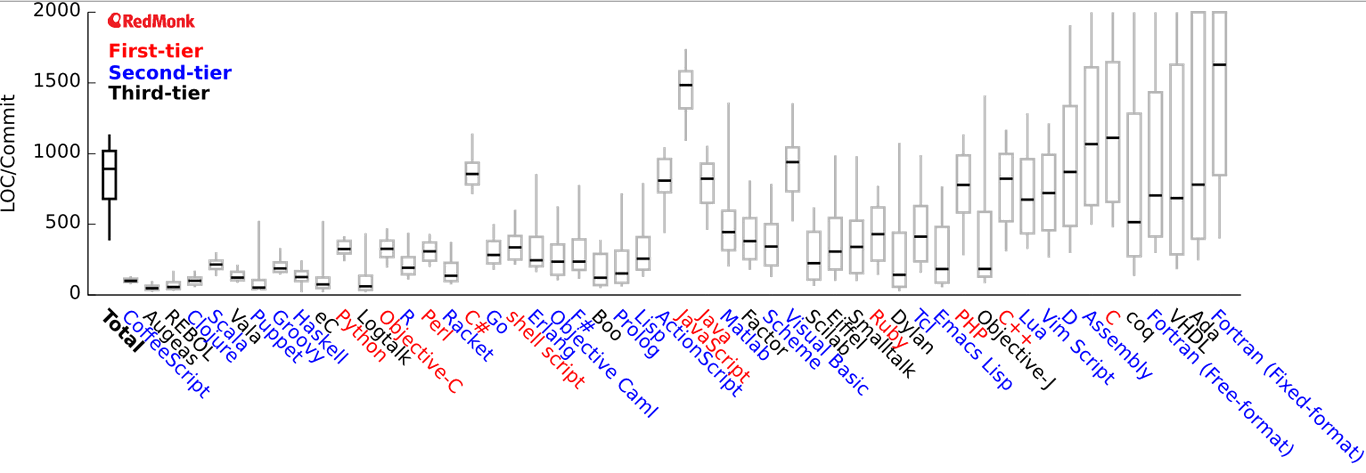 2000
RedMonk
First-tier
Second-tier
Third-tier
1500
1000
500
0
LOC/Commit
Total
CoffeeScript
Augeas
REBOL
Clojure
Scala
Vala
Puppet
Groovy
Haskell
eC
Python
Logtalk
Objective-C
R
Perl
Racket
C#
Go
shell script
Erlang
Objective Caml
F#
Boo
Prolog
Lisp
ActionScript
JavaScript
Java
Matlab
Factor
Scheme
Visual Basic
Scilab
Eiffel
Smalltalk
Ruby
Dylan
Tcl
Emacs Lisp
PHP
Objective-J
C++
Lua
Vim Script
D
Assembly
C
coq
Fortran (Free-format)
VHDL
Ada
Fortran (Fixed-format)